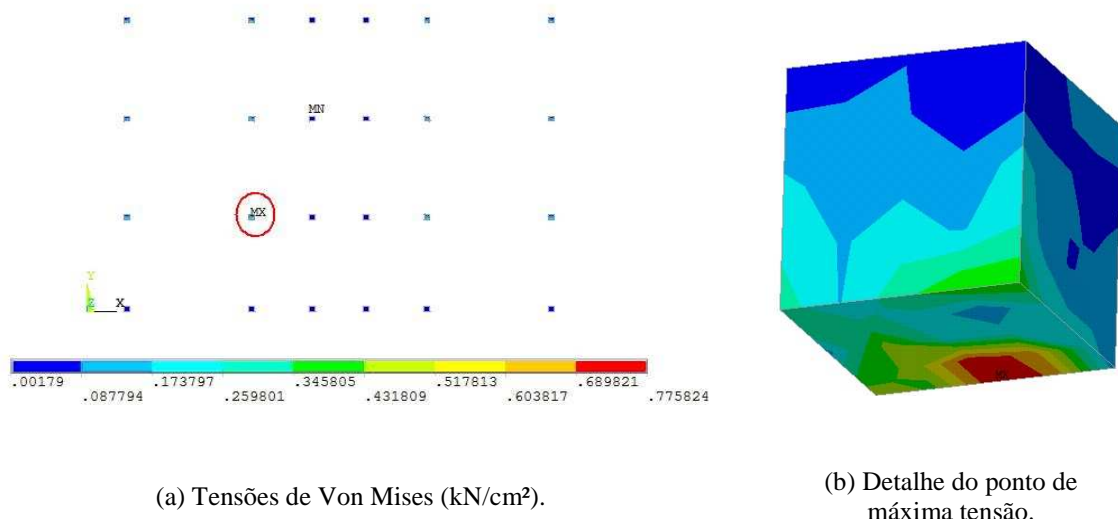 MN
MX
Y
Z X
.00179 .173797 .345805 .517813 .689821
.087794 .259801 .431809 .603817 .775824
MX
(a) Tensões de Von Mises (kN/cm²).
(b) Detalhe do ponto de
máxima tensão.